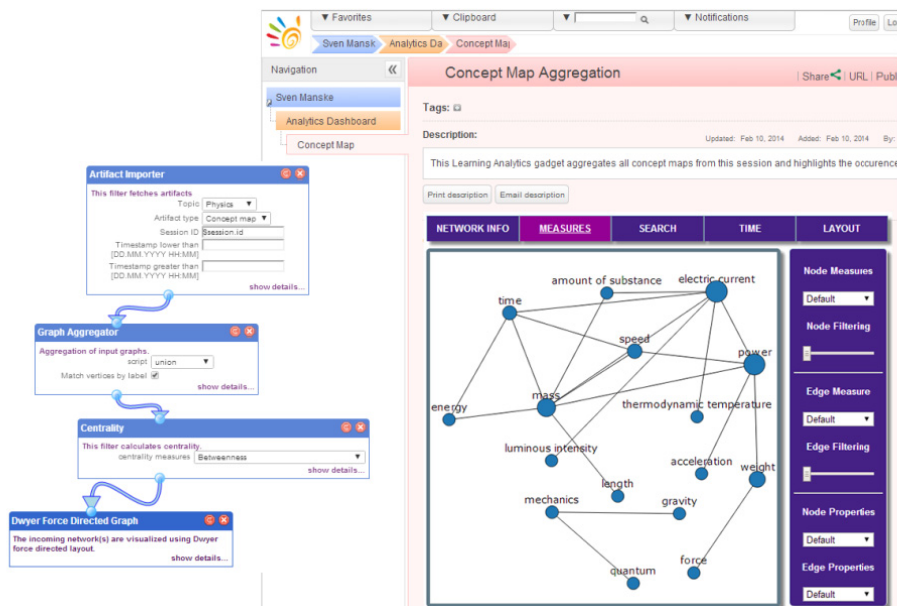 ▼ Favorites
▼ Clipboard
▼
▼ Notifications
Profile
Sven Mansk
Analytics Da
Concept Map
Navigation
Sven Manske
Analytics Dashboard
Concept Map
Concept Map Aggregation
| Share | URL | Publ
Tags:
Description:
Updated: Feb 10, 2014 Added: Feb 10, 2014 By:
This Learning Analytics gadget aggregates all concept maps from this session and highlights the occurence
Print description
Email description
NETWORK INFO
MEASURES
SEARCH
TIME
LAYOUT
amount of substance
electric current
time
speed
power
mass
energy
thermodynamic temperature
luminous intensity
acceleration
weight
length
mechanics
gravity
force
quantum
Node Measures
Default ▼
Node Filtering
Edge Measure
Default ▼
Edge Filtering
Node Properties
Default ▼
Edge Properties
Default ▼
Artifact Importer
This filter fetches artifacts
Topic Physics ▼
Artifact type Concept map ▼
Session ID $session.id
Timestamp lower than
[DD.MM.YYYY HH:MM]
Timestamp greater than
[DD.MM.YYYY HH:MM]
show details...
Graph Aggregator
Aggregation of input graphs.
script union ▼
Match vertices by label
show details...
Centrality
This filter calculates centrality.
centrality measures Betweenness ▼
show details...
Dwyer Force Directed Graph
The incoming network(s) are visualized using Dwyer
force directed layout.
show details...